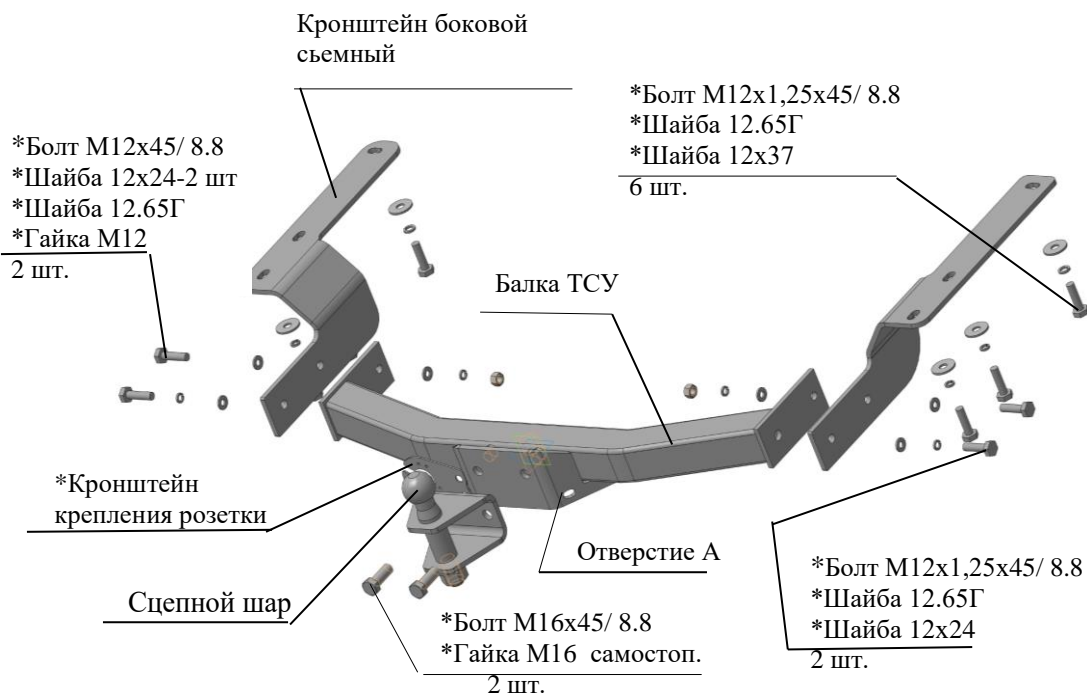 Кронштейн боковой
сьемный
*Болт М12х1,25х45/ 8.8
*Шайба 12.65Г
*Шайба 12х37
6 шт.
*Болт М12х45/ 8.8
*Шайба 12х24-2 шт
*Шайба 12.65Г
*Гайка М12
2 шт.
Балка ТСУ
*Кронштейн
крепления розетки
Отверстие А
Сцепной шар
*Болт М16х45/ 8.8
*Гайка М16 самостоп.
2 шт.
*Болт М12х1,25х45/ 8.8
*Шайба 12.65Г
*Шайба 12х24
2 шт.